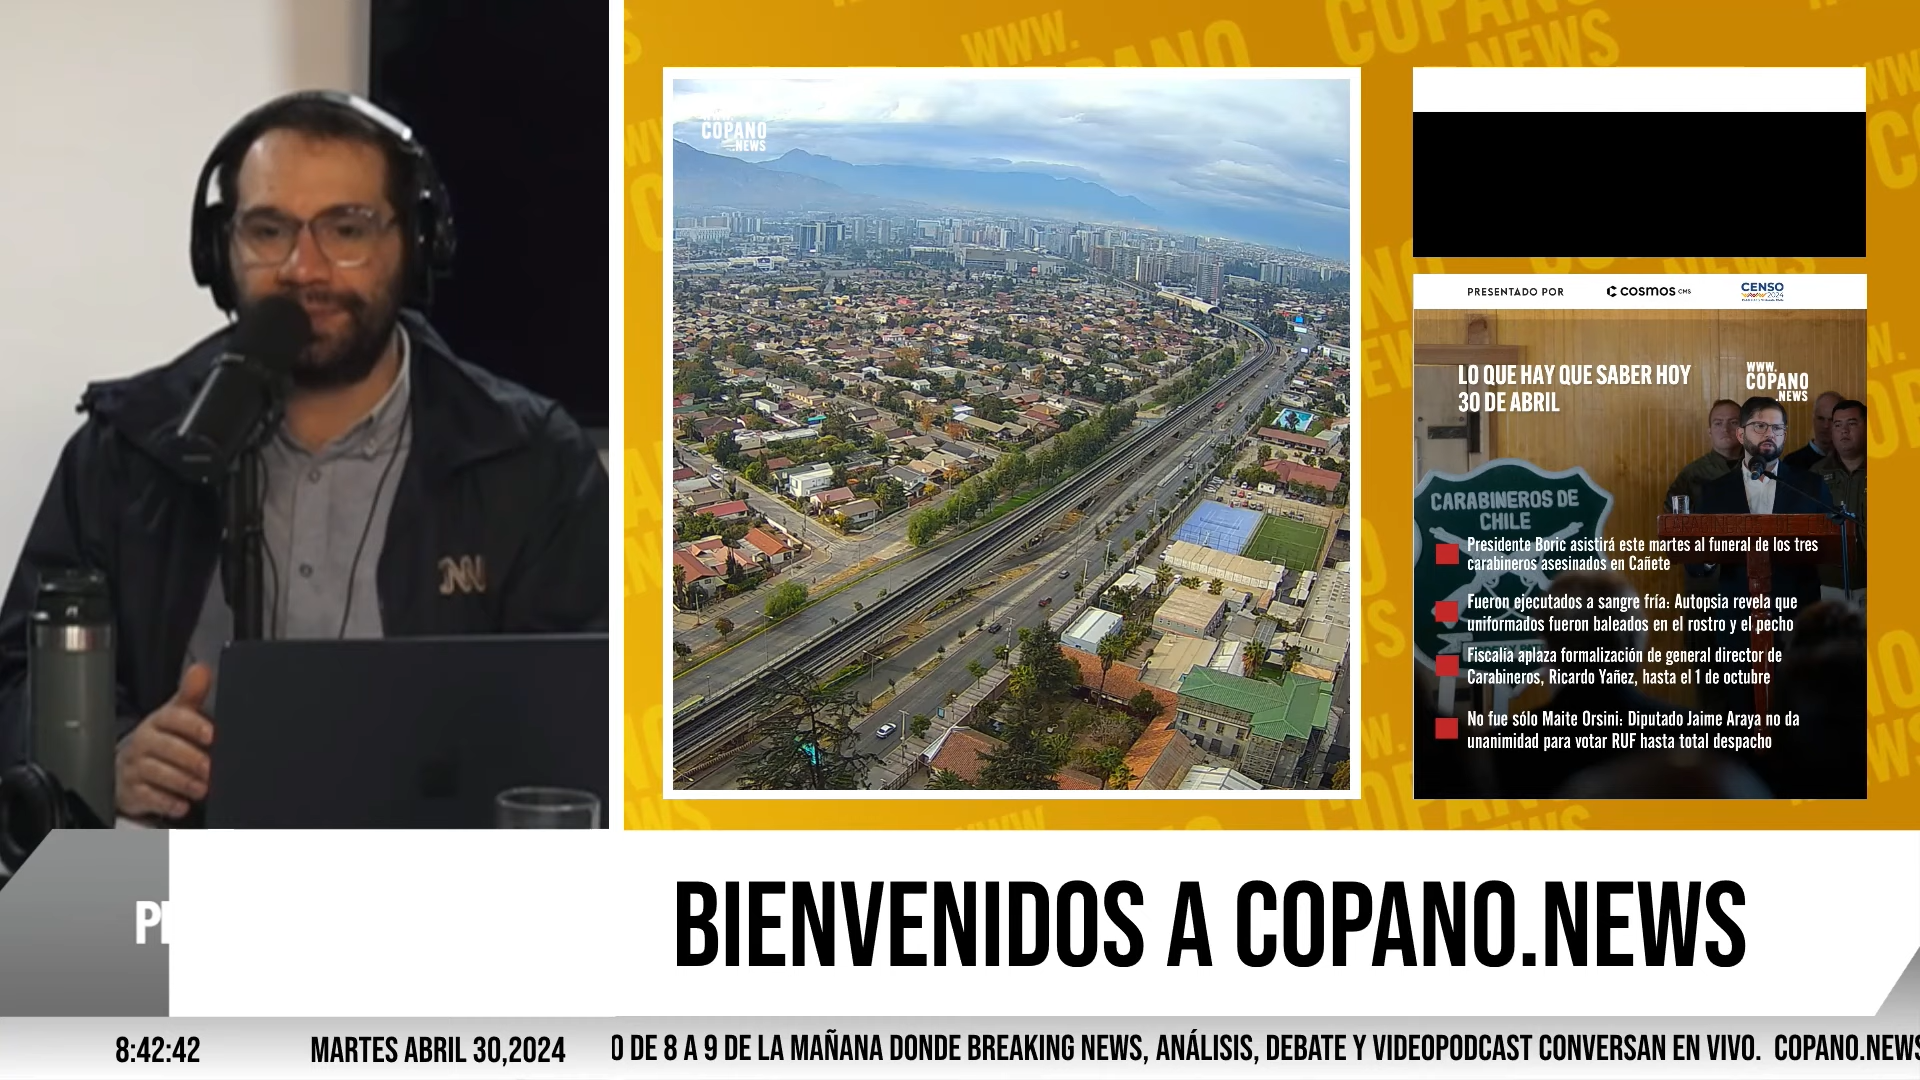 WWW.
COPANO
.NEWS
PRESENTADO POR
COSMOS CMS
CENSO
2024
LO QUE HAY QUE SABER HOY
30 DE ABRIL
WWW.
COPANO
.NEWS
CARABINEROS DE
CHILE
Presidente Boric asistirá este martes al funeral de los tres
carabineros asesinados en Cañete
Fueron ejecutados a sangre fría: Autopsia revela que
uniformados fueron baleados en el rostro y el pecho
Fiscalía aplaza formalización de general director de
Carabineros, Ricardo Yañez, hasta el 1 de octubre
No fue sólo Maite Orsini: Diputado Jaime Araya no da
unanimidad para votar RUF hasta total despacho
BIENVENIDOS A COPANO.NEWS
8:42:42
MARTES ABRIL 30,2024
O DE 8 A 9 DE LA MAÑANA DONDE BREAKING NEWS, ANÁLISIS, DEBATE Y VIDEOPODCAST CONVERSAN EN VIVO. COPANO.NEWS